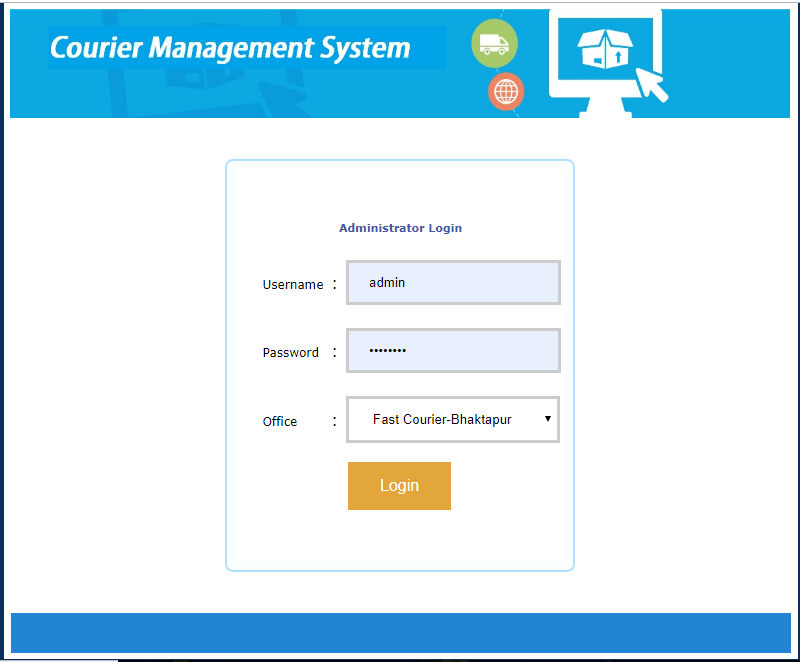 Courier Management System
Administrator Login
Username : admin
Password : ••••••••
Office : Fast Courier-Bhaktapur
Login